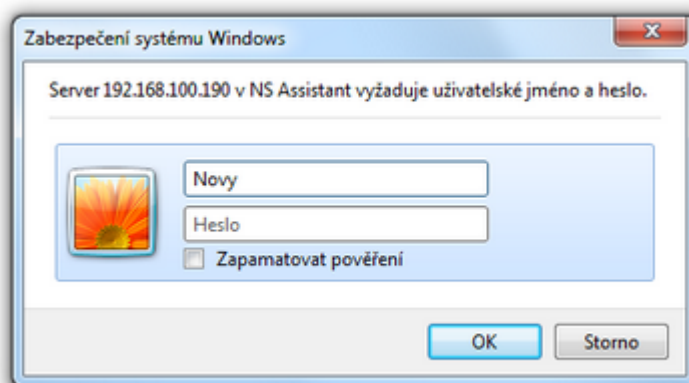 Zabezpečení systému Windows
Server 192.168.100.190 v NS Assistant vyžaduje uživatelské jméno a heslo.
Novy
Heslo
Zapamatovat pověření
OK
Storno